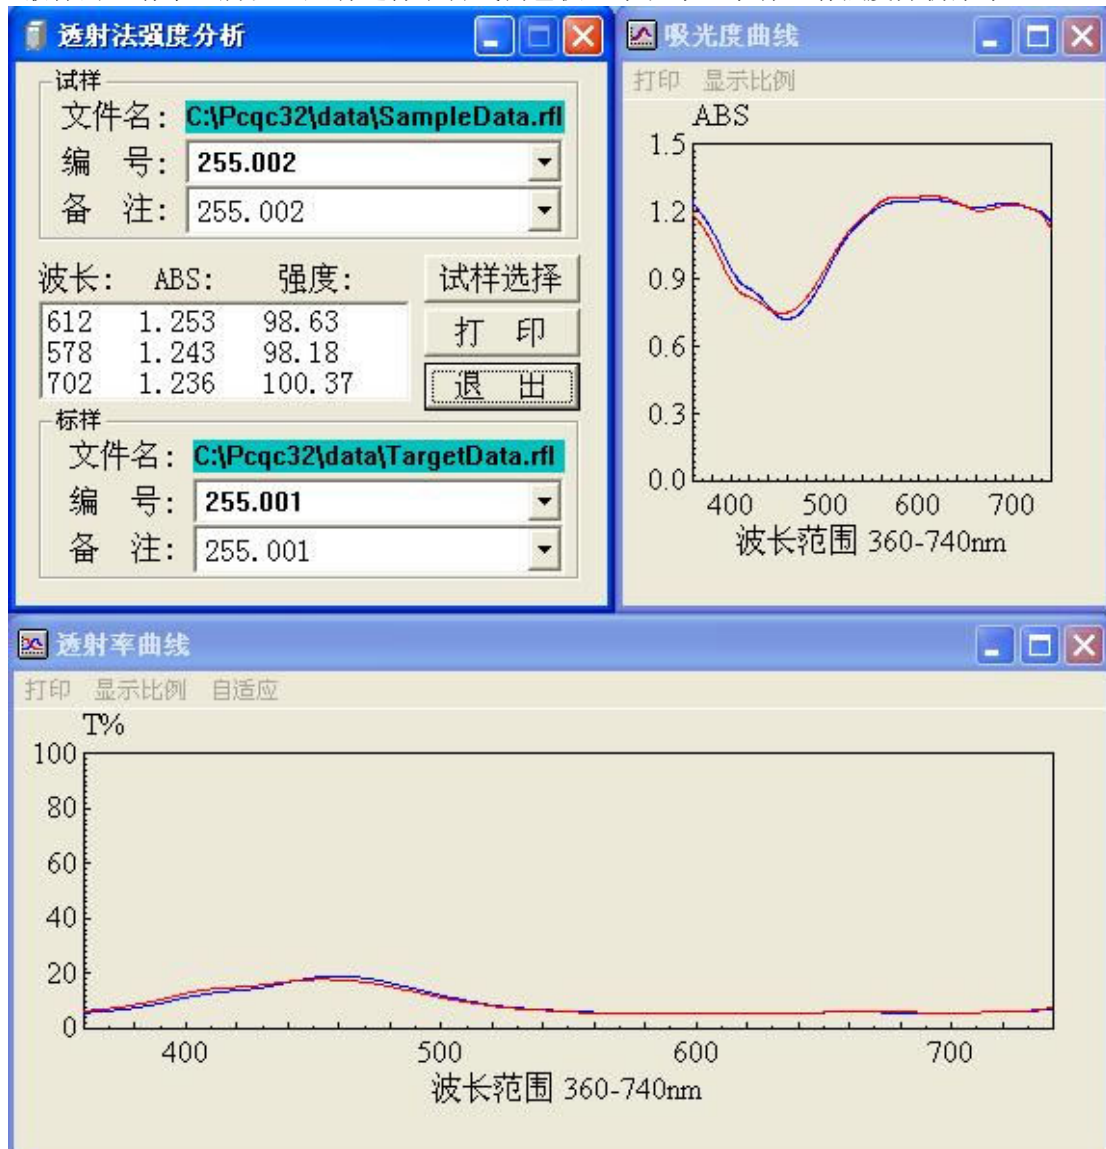 透射法强度分析
试样
文件名: C:\Pcqc32\data\SampleData.rfl
编 号: 255.002
备 注: 255.002
波长: ABS: 强度:
612 1.253 98.63
578 1.243 98.18
702 1.236 100.37
试样选择
打 印
退 出
标样
文件名: C:\Pcqc32\data\TargetData.rfl
编 号: 255.001
备 注: 255.001
吸光度曲线
打印 显示比例
ABS
1.5
1.2
0.9
0.6
0.3
0.0
400 500 600 700
波长范围 360-740nm
透射率曲线
打印 显示比例 自适应
T%
100
80
60
40
20
0
400 500 600 700
波长范围 360-740nm